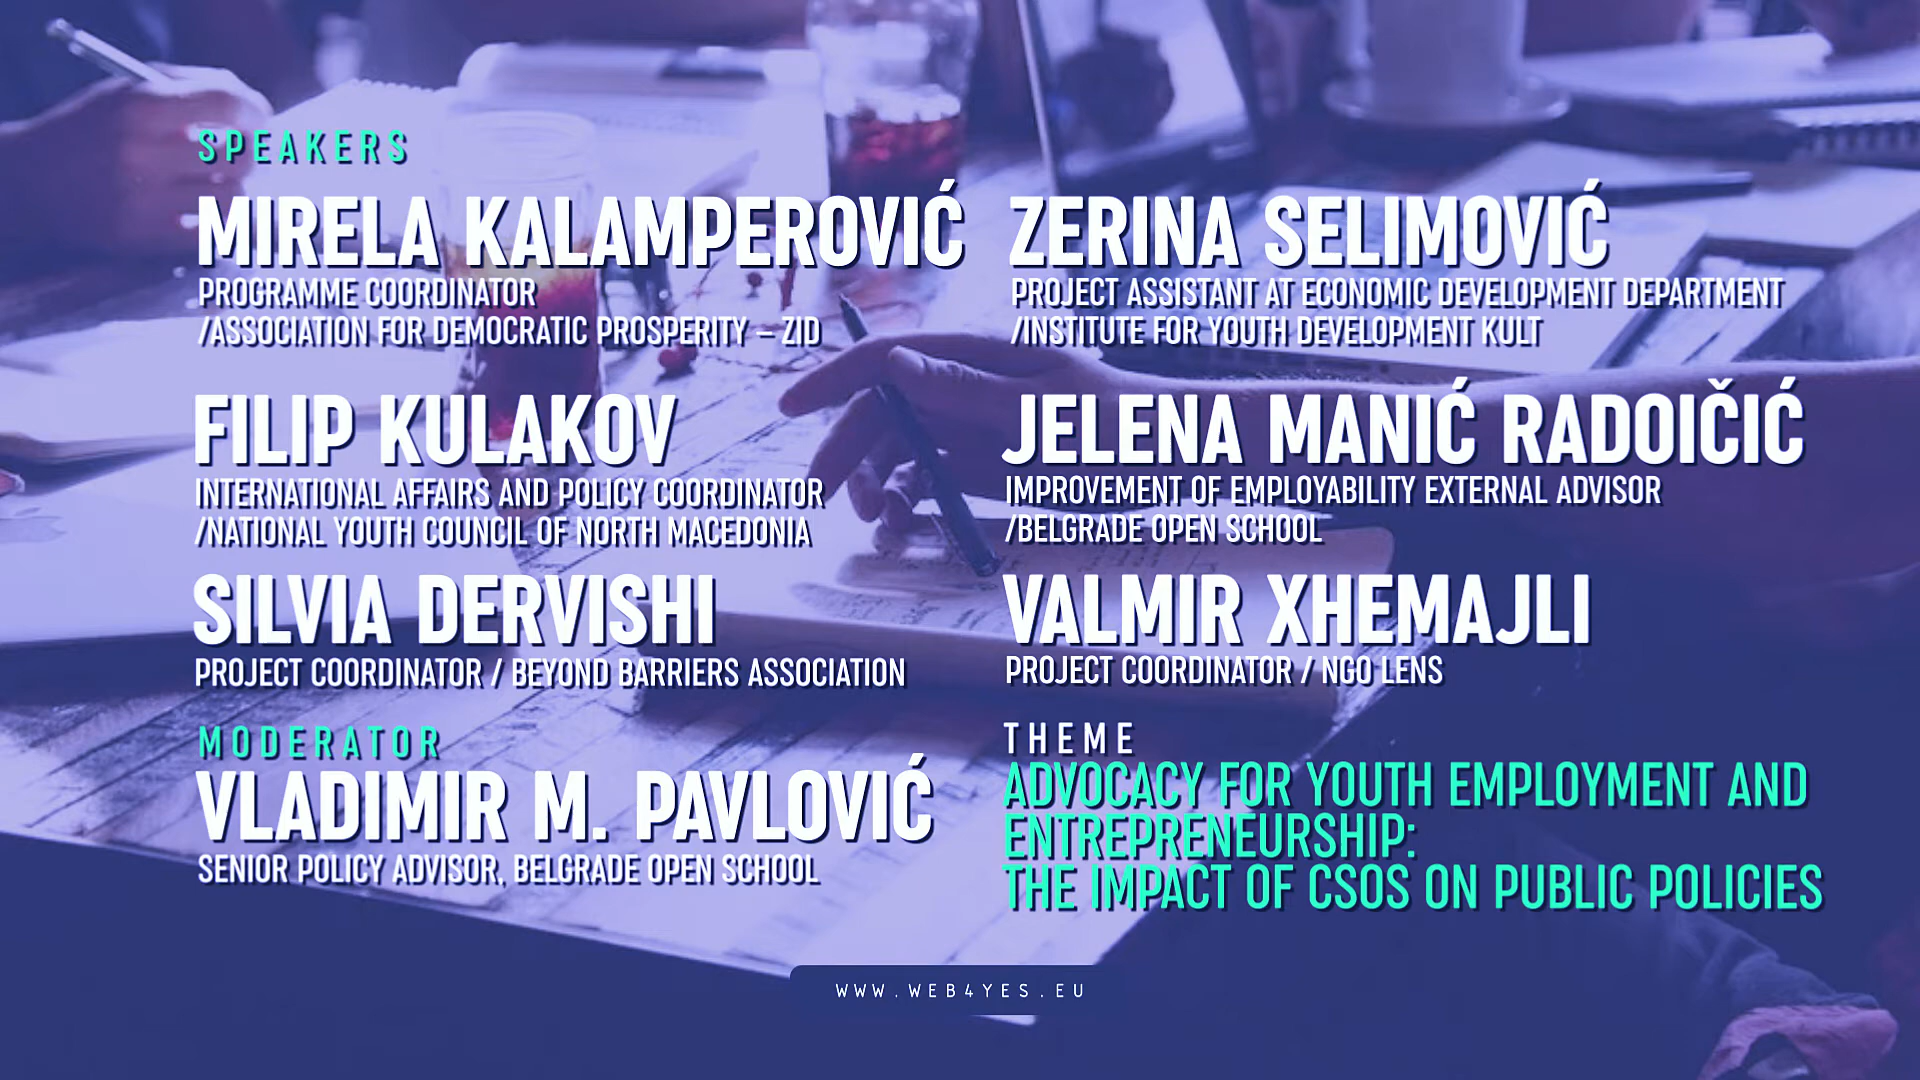 SPEAKERS
MIRELA KALAMPEROVIĆ
PROGRAMME COORDINATOR
/ASSOCIATION FOR DEMOCRATIC PROSPERITY – ZID
ZERINA SELIMOVIĆ
PROJECT ASSISTANT AT ECONOMIC DEVELOPMENT DEPARTMENT
/INSTITUTE FOR YOUTH DEVELOPMENT KULT
FILIP KULAKOV
INTERNATIONAL AFFAIRS AND POLICY COORDINATOR
/NATIONAL YOUTH COUNCIL OF NORTH MACEDONIA
JELENA MANIĆ RADOIČIĆ
IMPROVEMENT OF EMPLOYABILITY EXTERNAL ADVISOR
/BELGRADE OPEN SCHOOL
SILVIA DERVISHI
PROJECT COORDINATOR / BEYOND BARRIERS ASSOCIATION
VALMIR XHEMAJLI
PROJECT COORDINATOR / NGO LENS
MODERATOR
VLADIMIR M. PAVLOVIĆ
SENIOR POLICY ADVISOR, BELGRADE OPEN SCHOOL
THEME
ADVOCACY FOR YOUTH EMPLOYMENT AND
ENTREPRENEURSHIP:
THE IMPACT OF CSOS ON PUBLIC POLICIES
WWW.WEB4YES.EU